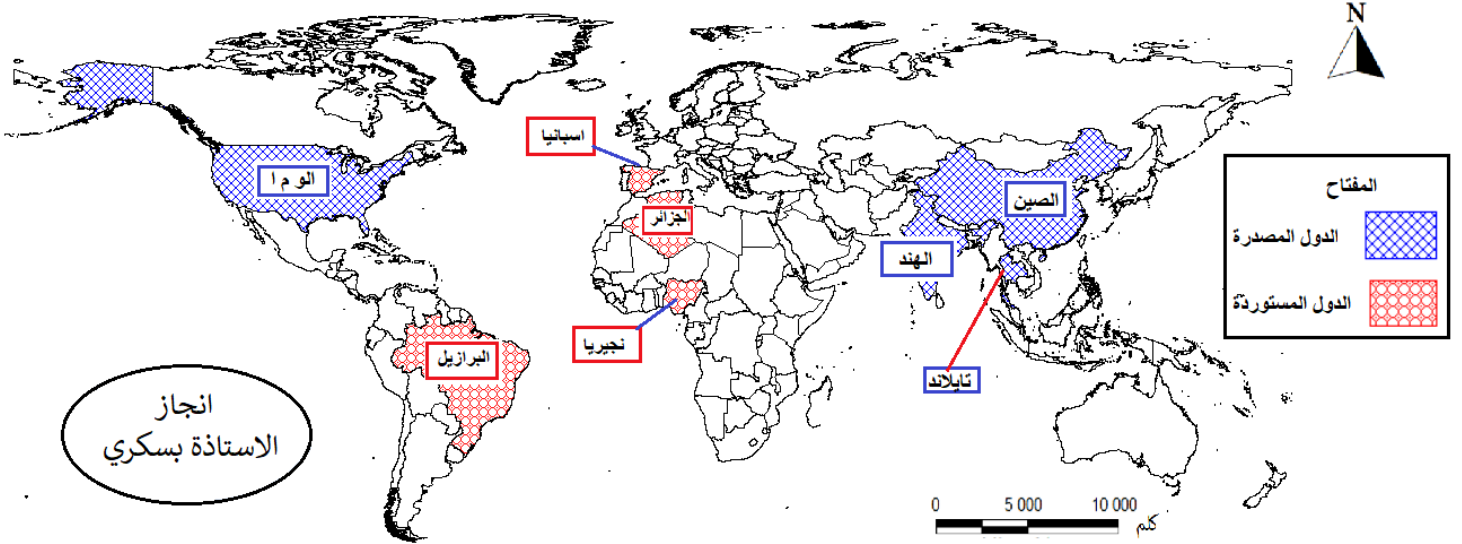 N
اسبانيا
الو م ا
الصين
الجزائر
الهند
نجيريا
البرازيل
تايلاند
المفتاح
الدول المصدرة
الدول المستوردة
انجاز
الاستاذة بسكري
0 5 000 10 000
كلم